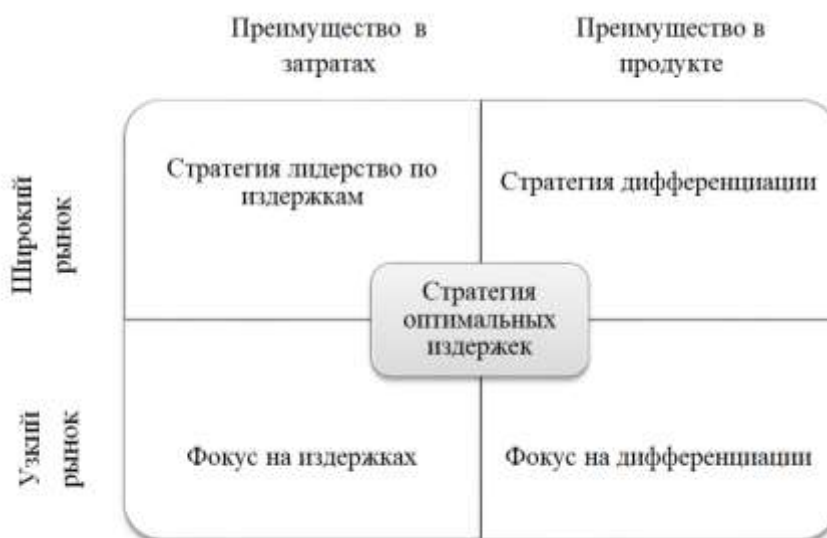 Преимущество в
затратах
Преимущество в
продукте
Широкий
рынок
Стратегия лидерство по
издержкам
Стратегия дифференциации
Стратегия
оптимальных
издержек
Узкий
рынок
Фокус на издержках
Фокус на дифференциации